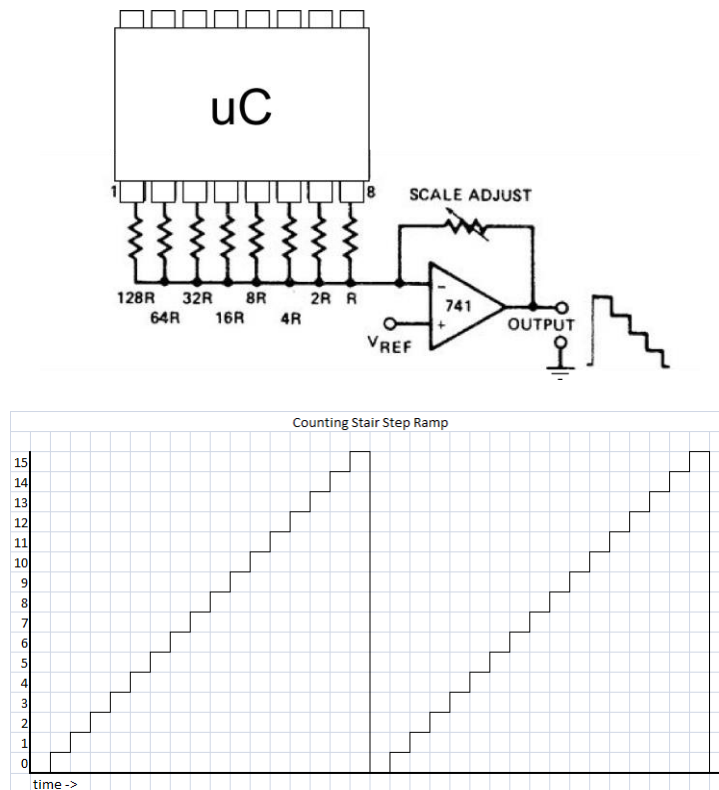 uC
1
8
SCALE ADJUST
128R 32R 8R 2R R
64R 16R 4R
741
-
+
OUTPUT
VREF
Counting Stair Step Ramp
15
14
13
12
11
10
9
8
7
6
5
4
3
2
1
0
time ->